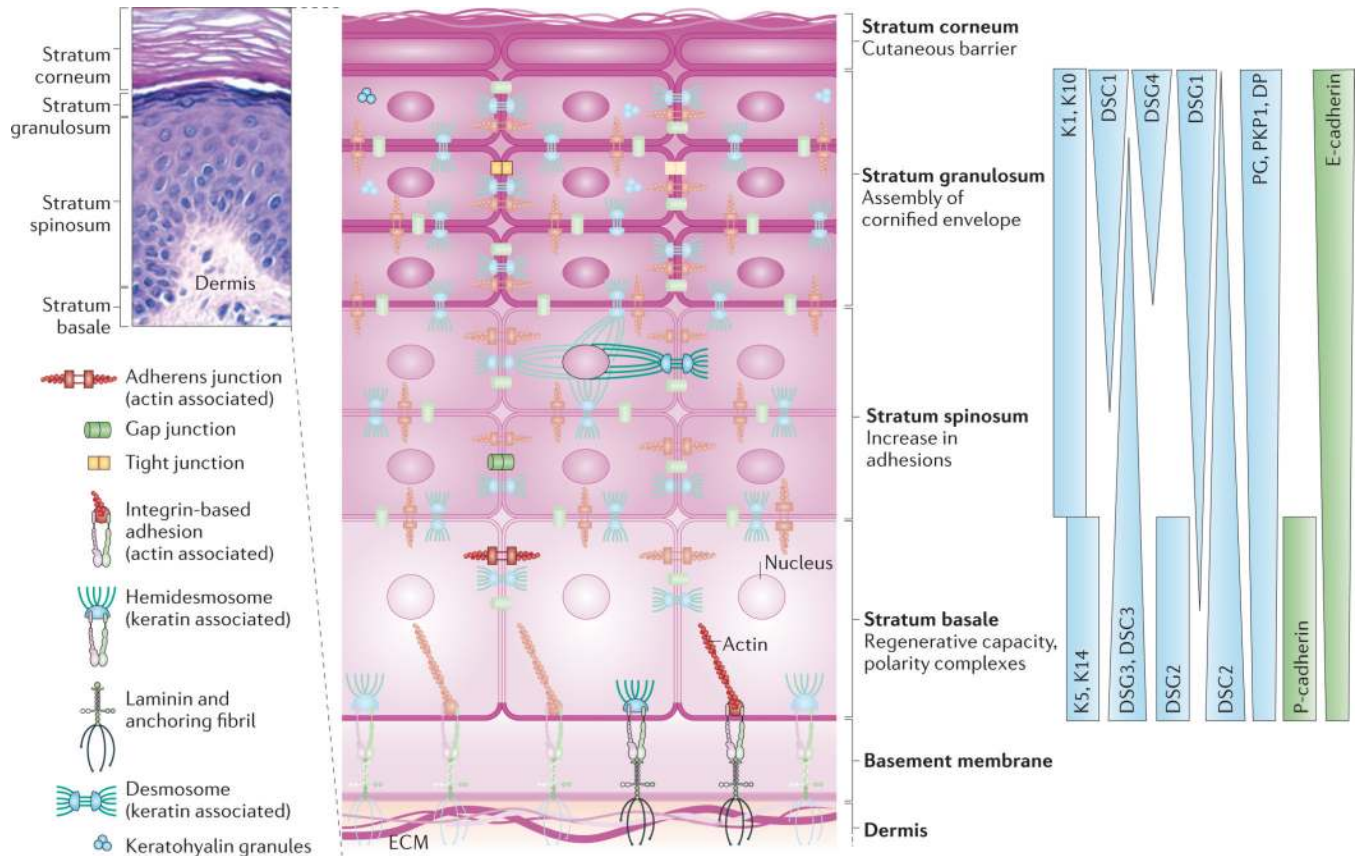 Stratum
corneum
Stratum
granulosum
Stratum
spinosum
Dermis
Stratum
basale
Adherens junction
(actin associated)
Gap junction
Tight junction
Integrin-based
adhesion
(actin associated)
Hemidesmosome
(keratin associated)
Laminin and
anchoring fibril
Desmosome
(keratin associated)
Keratohyalin granules
Nucleus
Actin
ECM
Stratum corneum
Cutaneous barrier
Stratum granulosum
Assembly of
cornified envelope
Stratum spinosum
Increase in
adhesions
Stratum basale
Regenerative capacity,
polarity complexes
Basement membrane
Dermis
K1, K10
DSC1
DSG4
DSG1
PG, PKP1, DP
E-cadherin
K5, K14
DSG3, DSC3
DSG2
DSC2
P-cadherin